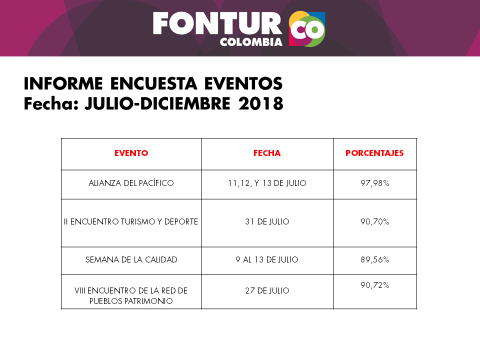 FONTUR CO
COLOMBIA
INFORME ENCUESTA EVENTOS
Fecha: JULIO-DICIEMBRE 2018
EVENTO FECHA PORCENTAJES
ALIANZA DEL PACÍFICO 11,12, Y 13 DE JULIO 97,98%
II ENCUENTRO TURISMO Y DEPORTE 31 DE JULIO 90,70%
SEMANA DE LA CALIDAD 9 AL 13 DE JULIO 89,56%
VIII ENCUENTRO DE LA RED DE
PUEBLOS PATRIMONIO 27 DE JULIO 90,72%